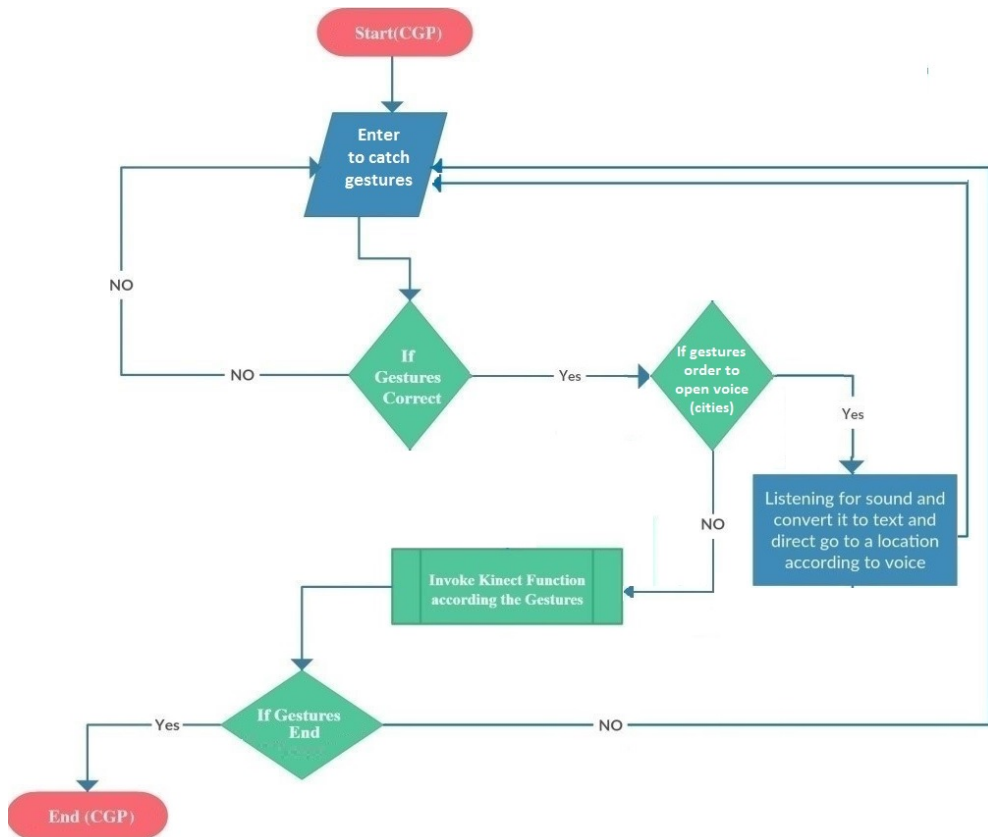 Start(CGP)
Enter
to catch
gestures
NO
NO
If
Gestures
Correct
Yes
If gestures
order to
open voice
(cities)
Yes
Listening for sound and
convert it to text and
direct go to a location
according to voice
NO
Invoke Kinect Function
according the Gestures
If Gestures
End
Yes
NO
End (CGP)